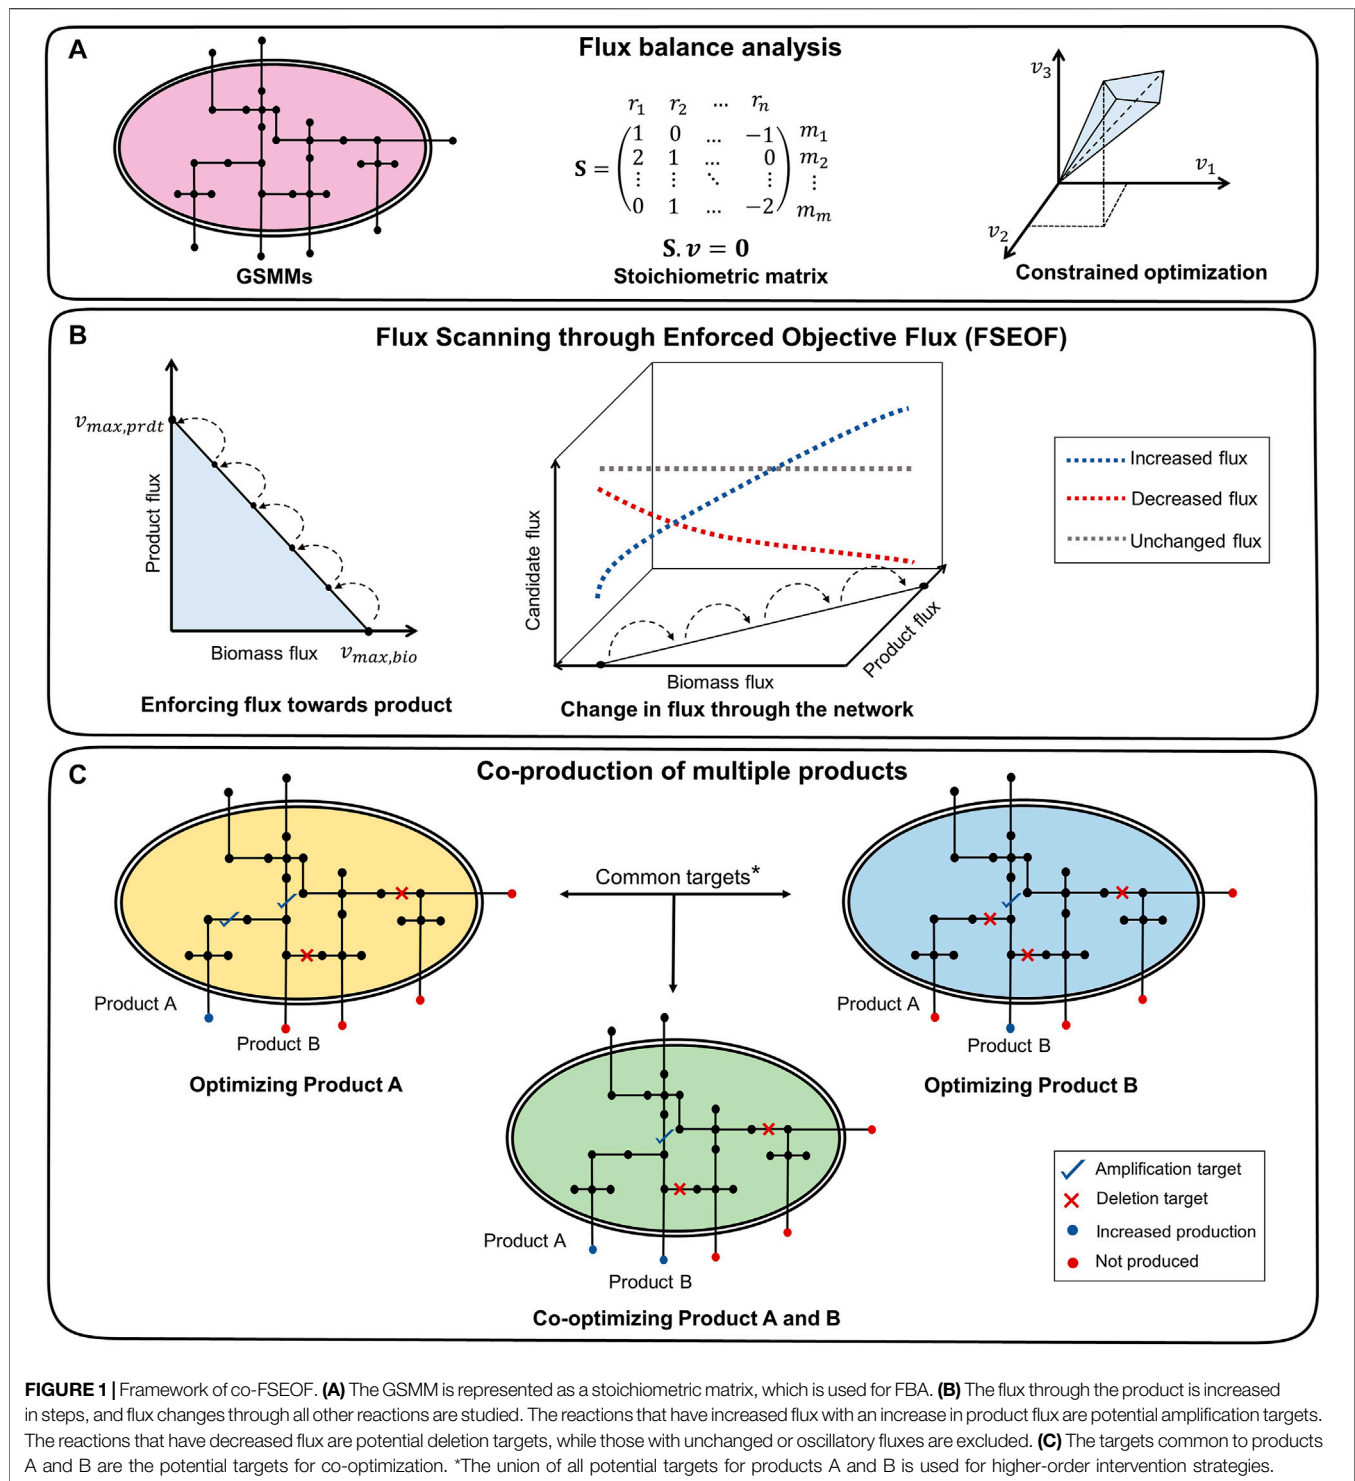 A
Flux balance analysis
GSMMs
r1 r2 ... rn
S = (1 0 ... -1) m1
2 1 ... 0 m2
⋮ ⋮ ⋱ ⋮ ⋮
0 1 ... -2 mm
S. v = 0
Stoichiometric matrix
v3
v1
v2
Constrained optimization
B
Flux Scanning through Enforced Objective Flux (FSEOF)
vmax,prdt
Product flux
Biomass flux
vmax,bio
Enforcing flux towards product
Candidate flux
Biomass flux
Product flux
Change in flux through the network
Increased flux
Decreased flux
Unchanged flux
C
Co-production of multiple products
Common targets*
Product A
Product B
Optimizing Product A
Product A
Product B
Optimizing Product B
Product A
Product B
Co-optimizing Product A and B
Amplification target
Deletion target
Increased production
Not produced
FIGURE 1 | Framework of co-FSEOF. (A) The GSMM is represented as a stoichiometric matrix, which is used for FBA. (B) The flux through the product is increased
in steps, and flux changes through all other reactions are studied. The reactions that have increased flux with an increase in product flux are potential amplification targets.
The reactions that have decreased flux are potential deletion targets, while those with unchanged or oscillatory fluxes are excluded. (C) The targets common to products
A and B are the potential targets for co-optimization. *The union of all potential targets for products A and B is used for higher-order intervention strategies.